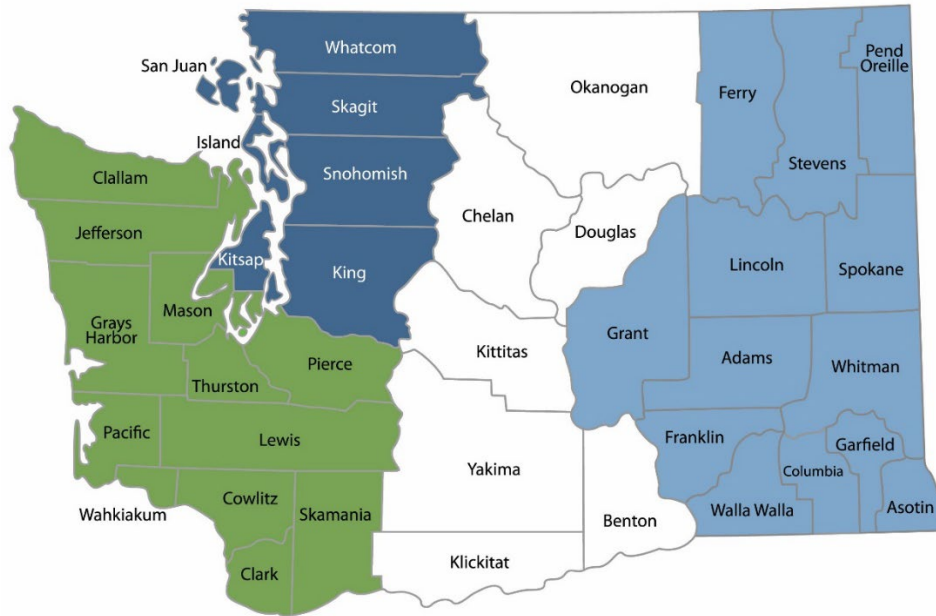 Whatcom
San Juan
Skagit
Island
Snohomish
Clallam
Jefferson
Kitsap
King
Mason
Grays
Harbor
Pierce
Thurston
Pacific
Lewis
Wahkiakum
Cowlitz
Skamania
Clark
Okanogan
Chelan
Douglas
Kittitas
Yakima
Benton
Klickitat
Pend
Oreille
Ferry
Stevens
Lincoln
Spokane
Grant
Adams
Whitman
Franklin
Garfield
Columbia
Walla Walla
Asotin